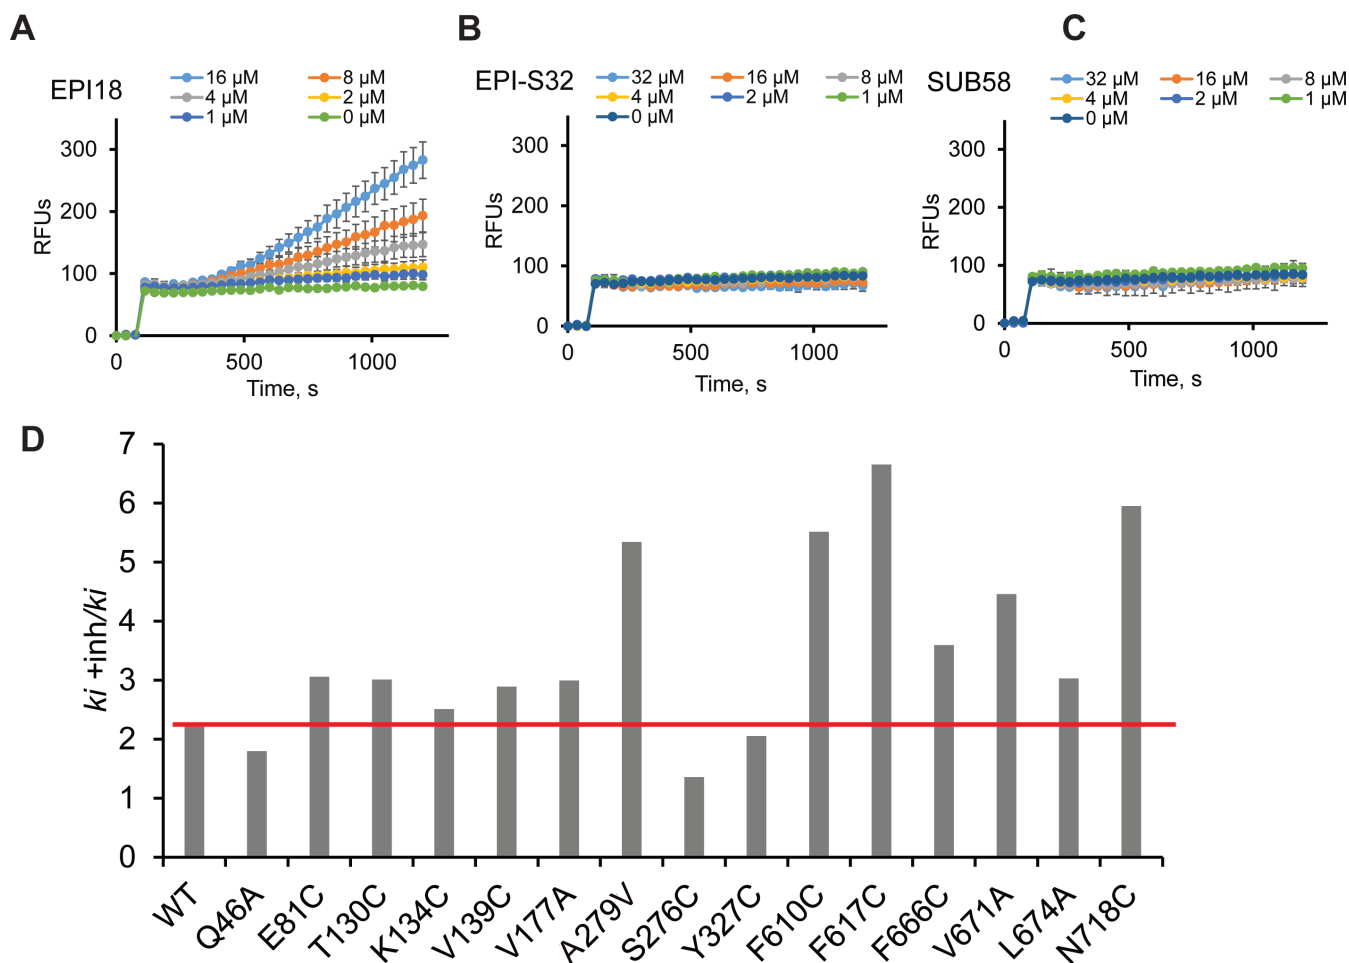 A
EPI18
16 µM 8 µM
4 µM 2 µM
1 µM 0 µM
300
200
100
0
RFUs
0 500 1000
Time, s
B
EPI-S32
32 µM 16 µM 8 µM
4 µM 2 µM 1 µM
0 µM
300
200
100
0
RFUs
0 500 1000
Time, s
C
SUB58
32 µM 16 µM 8 µM
4 µM 2 µM 1 µM
0 µM
300
200
100
0
RFUs
0 500 1000
Time, s
D
7
6
5
4
3
2
1
0
ki +inh/ki
WT
Q46A
E81C
T130C
K134C
V139C
V177A
A279V
S276C
Y327C
F610C
F617C
F666C
V671A
L674A
N718C